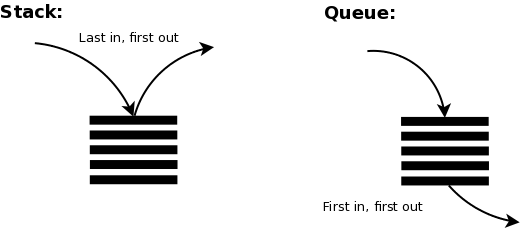 Stack:
Last in, first out
Queue:
First in, first out